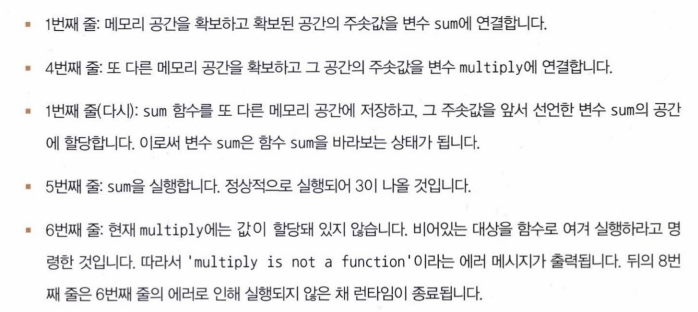 ▪ 1번째 줄: 메모리 공간을 확보하고 확보된 공간의 주솟값을 변수 sum에 연결합니다.
▪ 4번째 줄: 또 다른 메모리 공간을 확보하고 그 공간의 주솟값을 변수 multiply에 연결합니다.
▪ 1번째 줄(다시): sum 함수를 또 다른 메모리 공간에 저장하고, 그 주솟값을 앞서 선언한 변수 sum의 공간
에 할당합니다. 이로써 변수 sum은 함수 sum을 바라보는 상태가 됩니다.
▪ 5번째 줄: sum을 실행합니다. 정상적으로 실행되어 3이 나올 것입니다.
▪ 6번째 줄: 현재 multiply에는 값이 할당돼 있지 않습니다. 비어있는 대상을 함수로 여겨 실행하라고 명
령한 것입니다. 따라서 'multiply is not a function'이라는 에러 메시지가 출력됩니다. 뒤의 8번
째 줄은 6번째 줄의 에러로 인해 실행되지 않은 채 런타임이 종료됩니다.